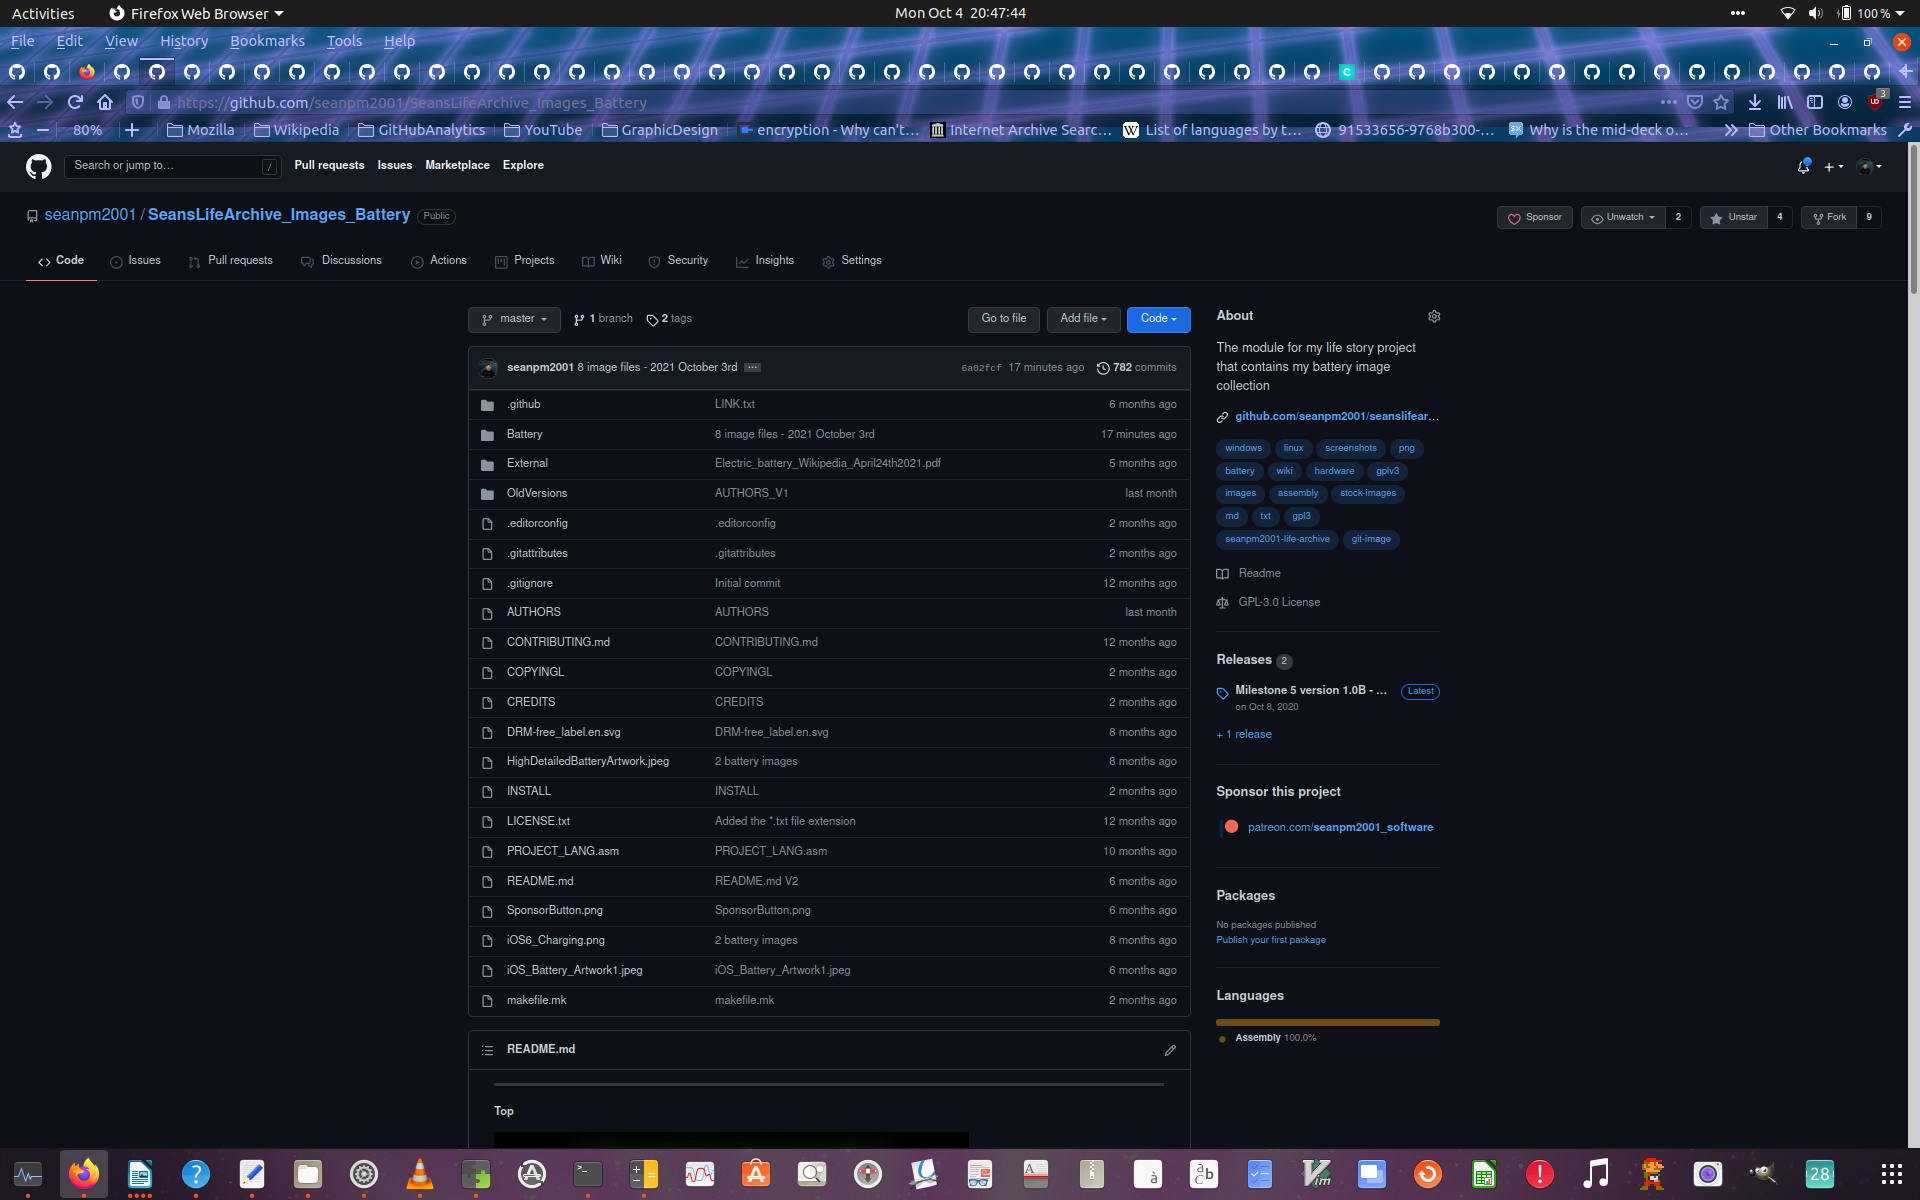 Activities
Firefox Web Browser
Mon Oct 4 20:47:44
100 %
File Edit View History Bookmarks Tools Help
https://github.com/seanpm2001/SeansLifeArchive_Images_Battery
80% Mozilla Wikipedia GitHubAnalytics YouTube GraphicDesign encryption - Why can't… Internet Archive Searc… List of languages by t… 91533656-9768b300-… Why is the mid-deck o… Other Bookmarks
Search or jump to…
/
Pull requests Issues Marketplace Explore
seanpm2001 / SeansLifeArchive_Images_Battery Public
Sponsor Unwatch 2 Unstar 4 Fork 9
Code Issues Pull requests Discussions Actions Projects Wiki Security Insights Settings
master 1 branch 2 tags Go to file Add file Code
seanpm2001 8 image files - 2021 October 3rd … 6a02fcf 17 minutes ago 782 commits
.github LINK.txt 6 months ago
Battery 8 image files - 2021 October 3rd 17 minutes ago
External Electric_battery_Wikipedia_April24th2021.pdf 5 months ago
OldVersions AUTHORS_V1 last month
.editorconfig .editorconfig 2 months ago
.gitattributes .gitattributes 2 months ago
.gitignore Initial commit 12 months ago
AUTHORS AUTHORS last month
CONTRIBUTING.md CONTRIBUTING.md 12 months ago
COPYINGL COPYINGL 2 months ago
CREDITS CREDITS 2 months ago
DRM-free_label.en.svg DRM-free_label.en.svg 8 months ago
HighDetailedBatteryArtwork.jpeg 2 battery images 8 months ago
INSTALL INSTALL 2 months ago
LICENSE.txt Added the *.txt file extension 12 months ago
PROJECT_LANG.asm PROJECT_LANG.asm 10 months ago
README.md README.md V2 6 months ago
SponsorButton.png SponsorButton.png 6 months ago
iOS6_Charging.png 2 battery images 8 months ago
iOS_Battery_Artwork1.jpeg iOS_Battery_Artwork1.jpeg 6 months ago
makefile.mk makefile.mk 2 months ago
README.md
Top
About
The module for my life story project
that contains my battery image
collection
github.com/seanpm2001/seanslifear…
windows linux screenshots png
battery wiki hardware gplv3
images assembly stock-images
md txt gpl3
seanpm2001-life-archive git-image
Readme
GPL-3.0 License
Releases 2
Milestone 5 version 1.0B - … Latest
on Oct 8, 2020
+ 1 release
Sponsor this project
patreon.com/seanpm2001_software
Packages
No packages published
Publish your first package
Languages
Assembly 100.0%
28